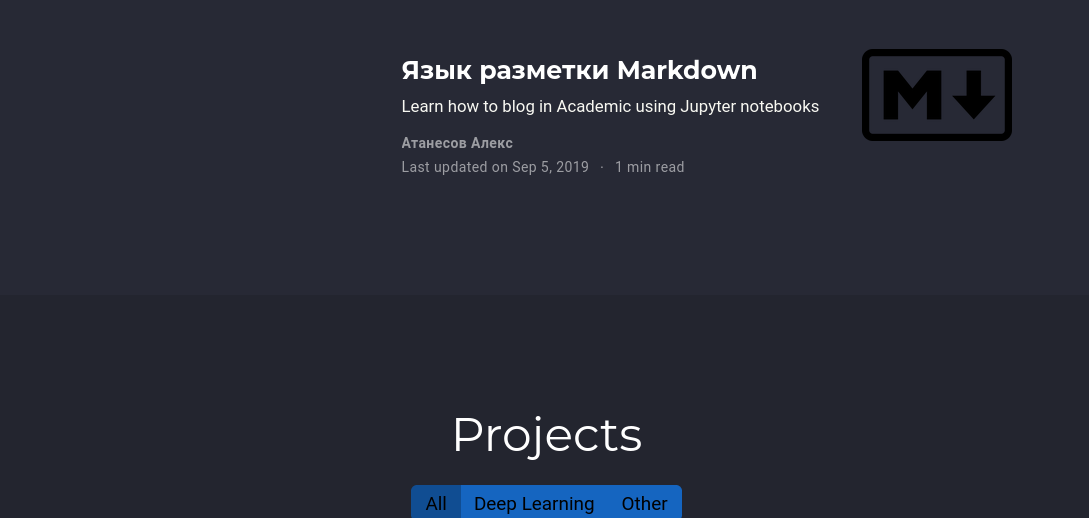 Язык разметки Markdown
Learn how to blog in Academic using Jupyter notebooks
Атанесов Алекс
Last updated on Sep 5, 2019 · 1 min read
M
Projects
All Deep Learning Other